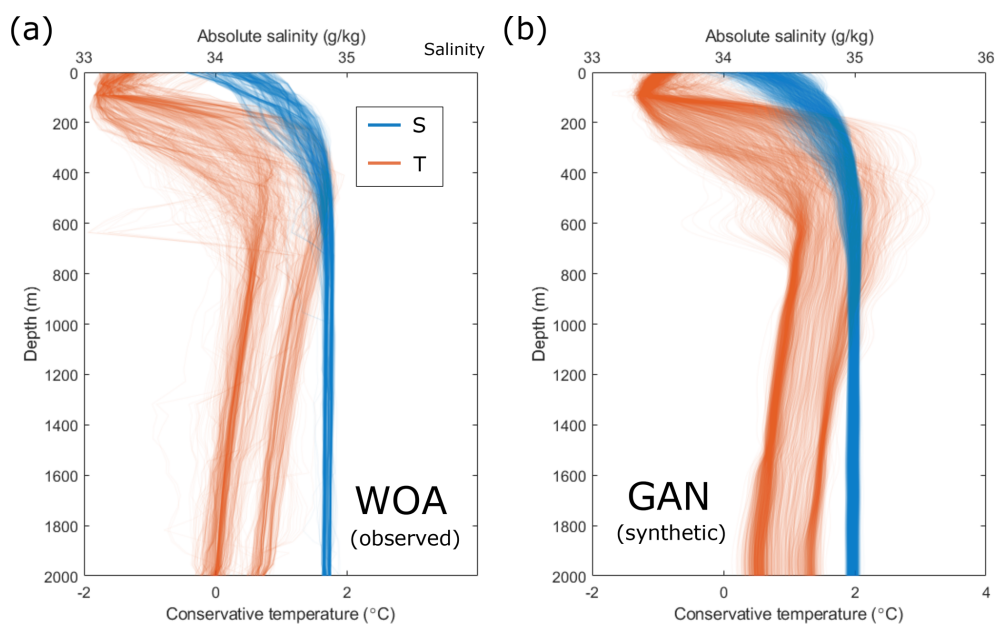 (a)
Absolute salinity (g/kg)
Salinity
33
34
35
0
200
400
600
800
1000
1200
1400
1600
1800
2000
Depth (m)
S
T
WOA
(observed)
-2
0
2
Conservative temperature (°C)
(b)
Absolute salinity (g/kg)
33
34
35
36
0
200
400
600
800
1000
1200
1400
1600
1800
2000
Depth (m)
GAN
(synthetic)
-2
0
2
4
Conservative temperature (°C)